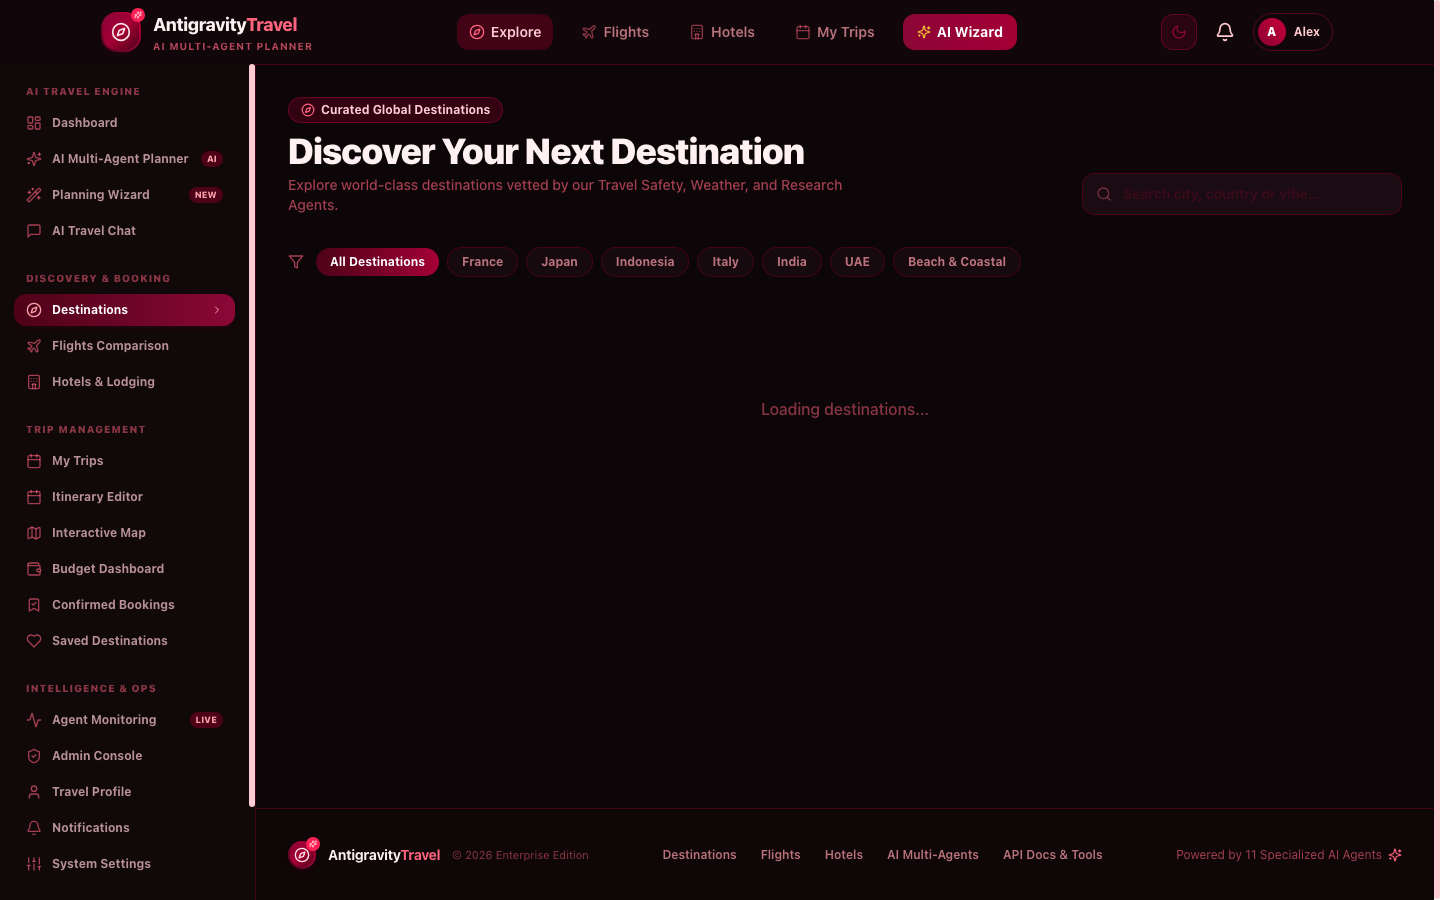 AntigravityTravel
AI MULTI-AGENT PLANNER
Explore
Flights
Hotels
My Trips
AI Wizard
A
Alex
AI TRAVEL ENGINE
Dashboard
AI Multi-Agent Planner AI
Planning Wizard NEW
AI Travel Chat
DISCOVERY & BOOKING
Destinations
Flights Comparison
Hotels & Lodging
TRIP MANAGEMENT
My Trips
Itinerary Editor
Interactive Map
Budget Dashboard
Confirmed Bookings
Saved Destinations
INTELLIGENCE & OPS
Agent Monitoring LIVE
Admin Console
Travel Profile
Notifications
System Settings
Curated Global Destinations
Discover Your Next Destination
Explore world-class destinations vetted by our Travel Safety, Weather, and Research
Agents.
Search city, country or vibe...
All Destinations
France
Japan
Indonesia
Italy
India
UAE
Beach & Coastal
Loading destinations...
AntigravityTravel © 2026 Enterprise Edition
Destinations
Flights
Hotels
AI Multi-Agents
API Docs & Tools
Powered by 11 Specialized AI Agents